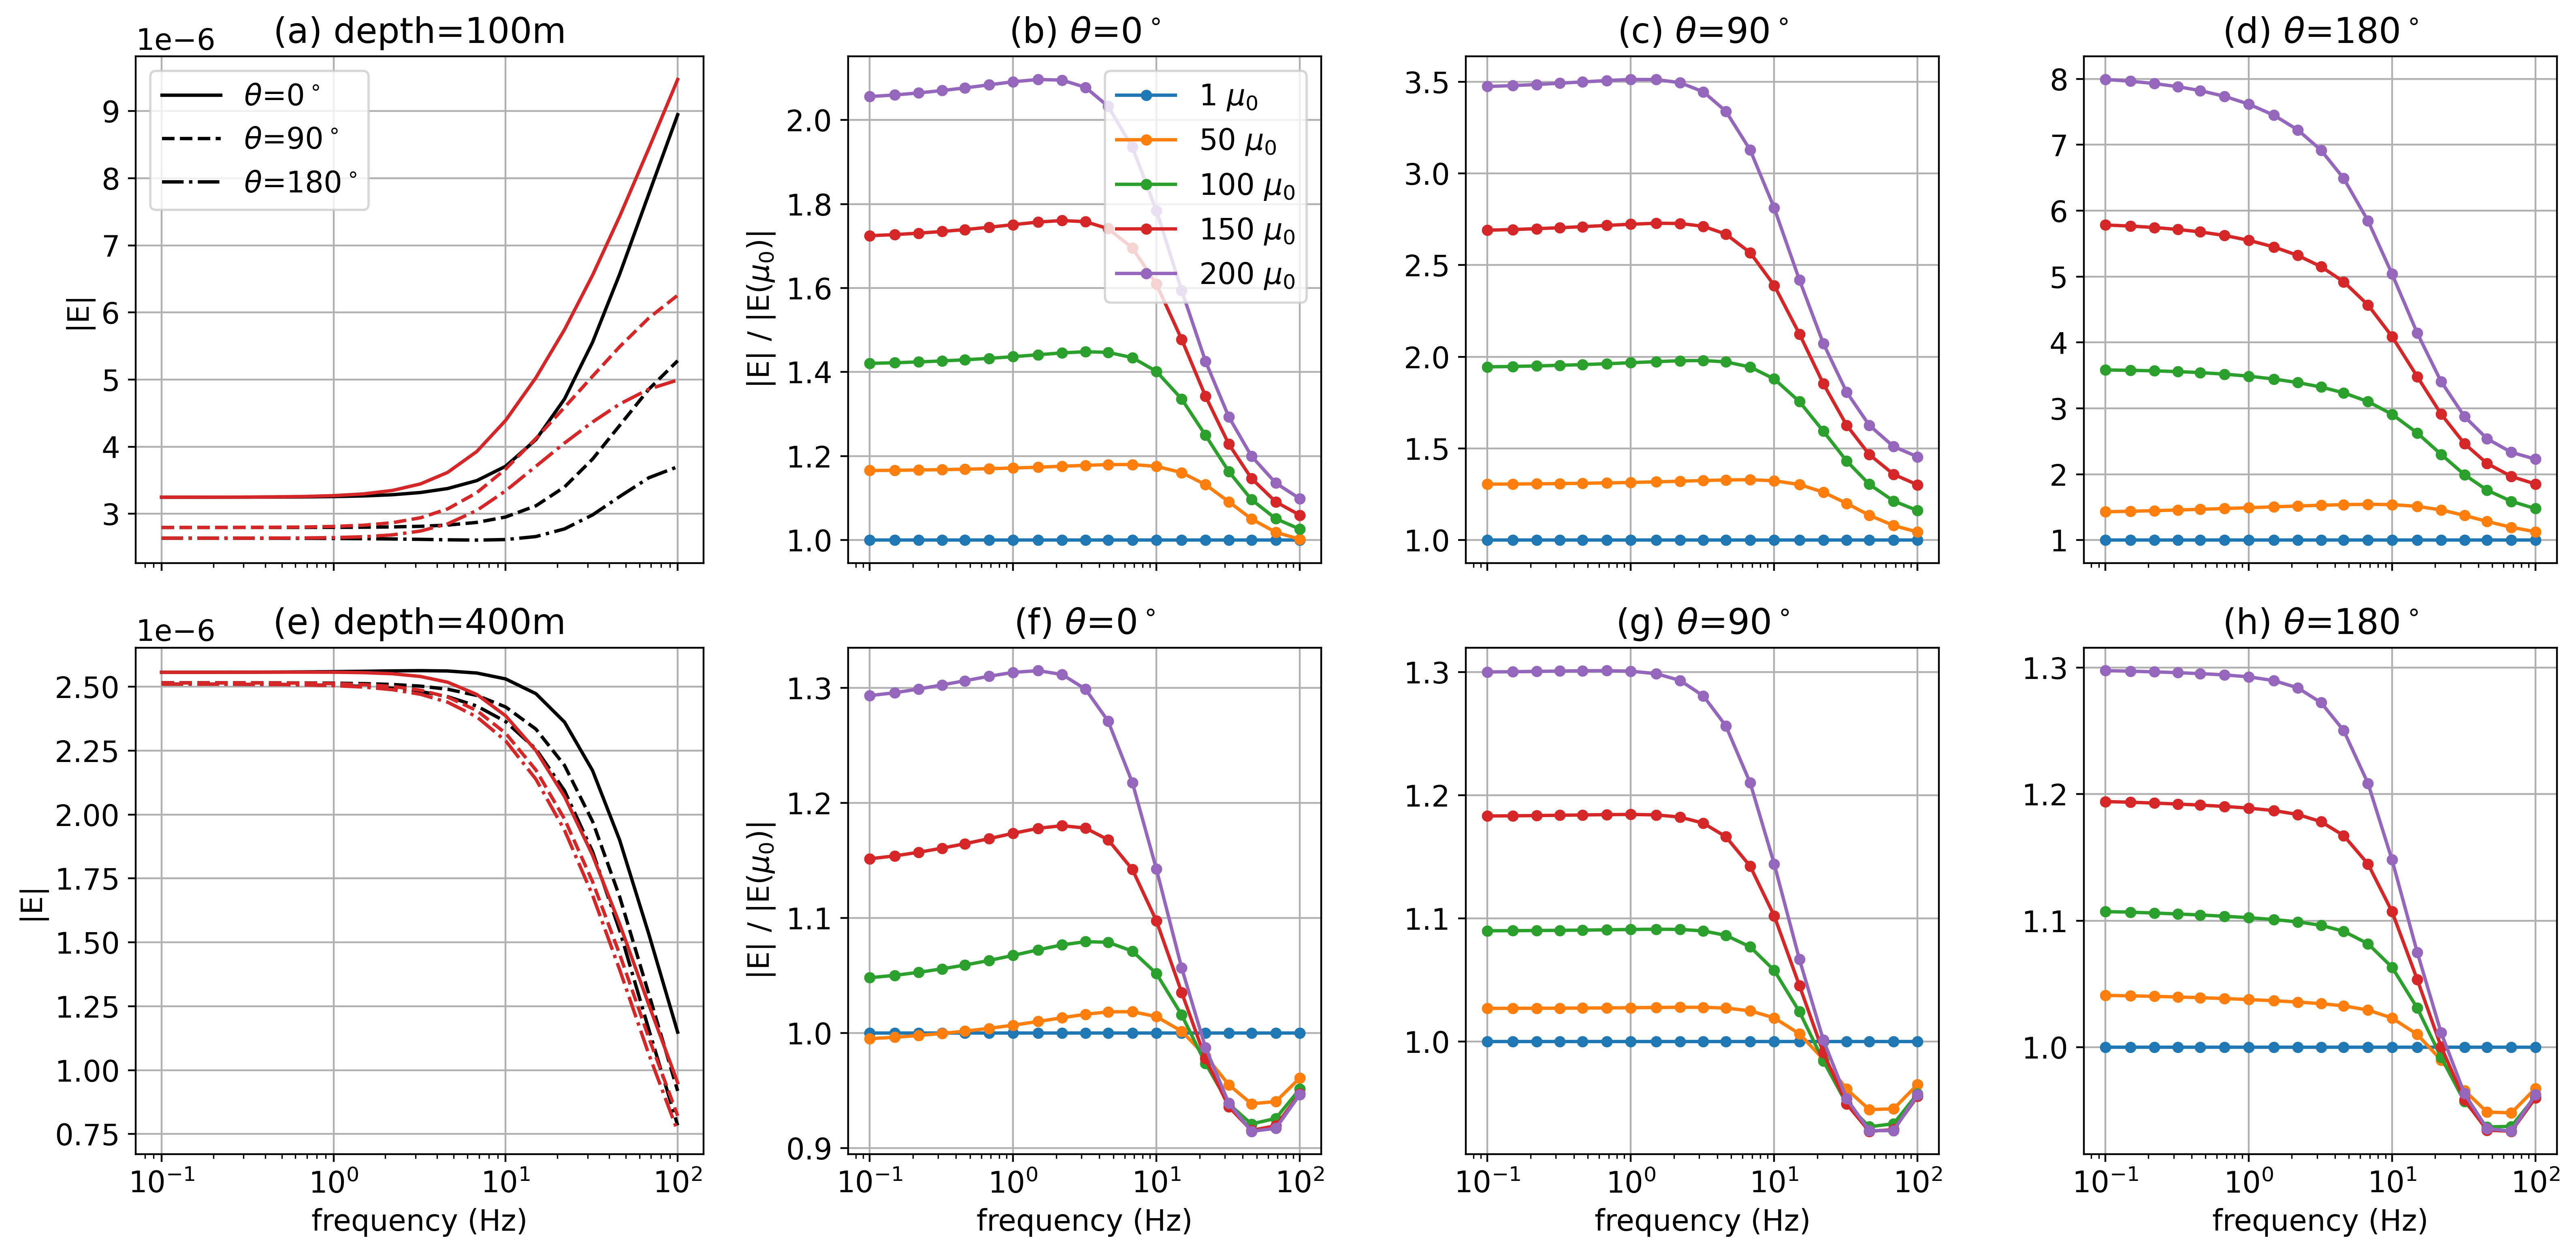 (a) depth=100m
1e−6
|E|
9
8
7
6
5
4
3
θ=0°
θ=90°
θ=180°
(b) θ=0°
|E| / |E(μ₀)|
2.0
1.8
1.6
1.4
1.2
1.0
1 μ₀
50 μ₀
100 μ₀
150 μ₀
200 μ₀
(c) θ=90°
3.5
3.0
2.5
2.0
1.5
1.0
(d) θ=180°
8
7
6
5
4
3
2
1
(e) depth=400m
1e−6
|E|
2.50
2.25
2.00
1.75
1.50
1.25
1.00
0.75
10⁻¹ 10⁰ 10¹ 10²
frequency (Hz)
(f) θ=0°
|E| / |E(μ₀)|
1.3
1.2
1.1
1.0
0.9
10⁻¹ 10⁰ 10¹ 10²
frequency (Hz)
(g) θ=90°
1.3
1.2
1.1
1.0
10⁻¹ 10⁰ 10¹ 10²
frequency (Hz)
(h) θ=180°
1.3
1.2
1.1
1.0
10⁻¹ 10⁰ 10¹ 10²
frequency (Hz)